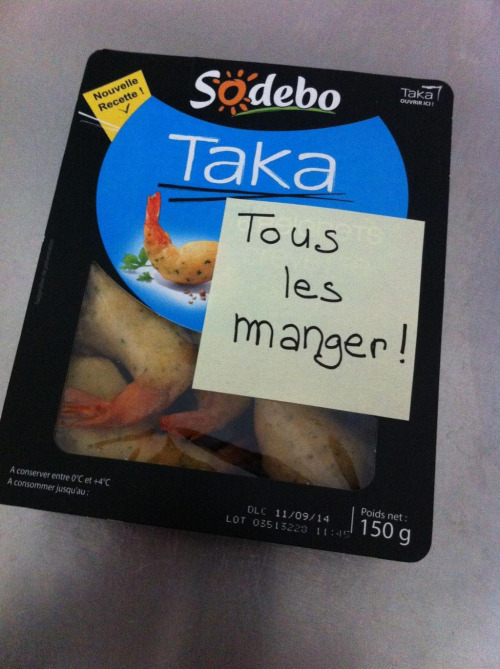 Nouvelle
Recette !
Sodebo
Taka
OUVRIR ICI !
Taka
Tous
les
manger!
A conserver entre 0°C et +4°C
A consommer jusqu'au :
DLC 11/09/14
LOT 03513228 11:45
Poids net :
150 g